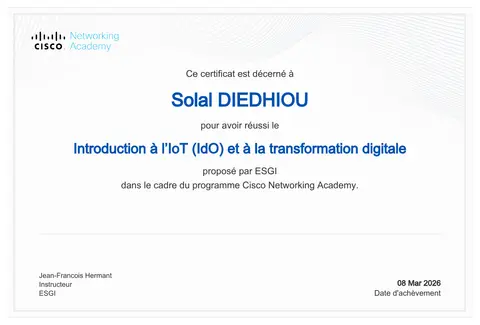 CISCO
Networking
Academy
Ce certificat est décerné à
Solal DIEDHIOU
pour avoir réussi le
Introduction à l'IoT (IdO) et à la transformation digitale
proposé par ESGI
dans le cadre du programme Cisco Networking Academy.
Jean-Francois Hermant
Instructeur
ESGI
08 Mar 2026
Date d'achèvement